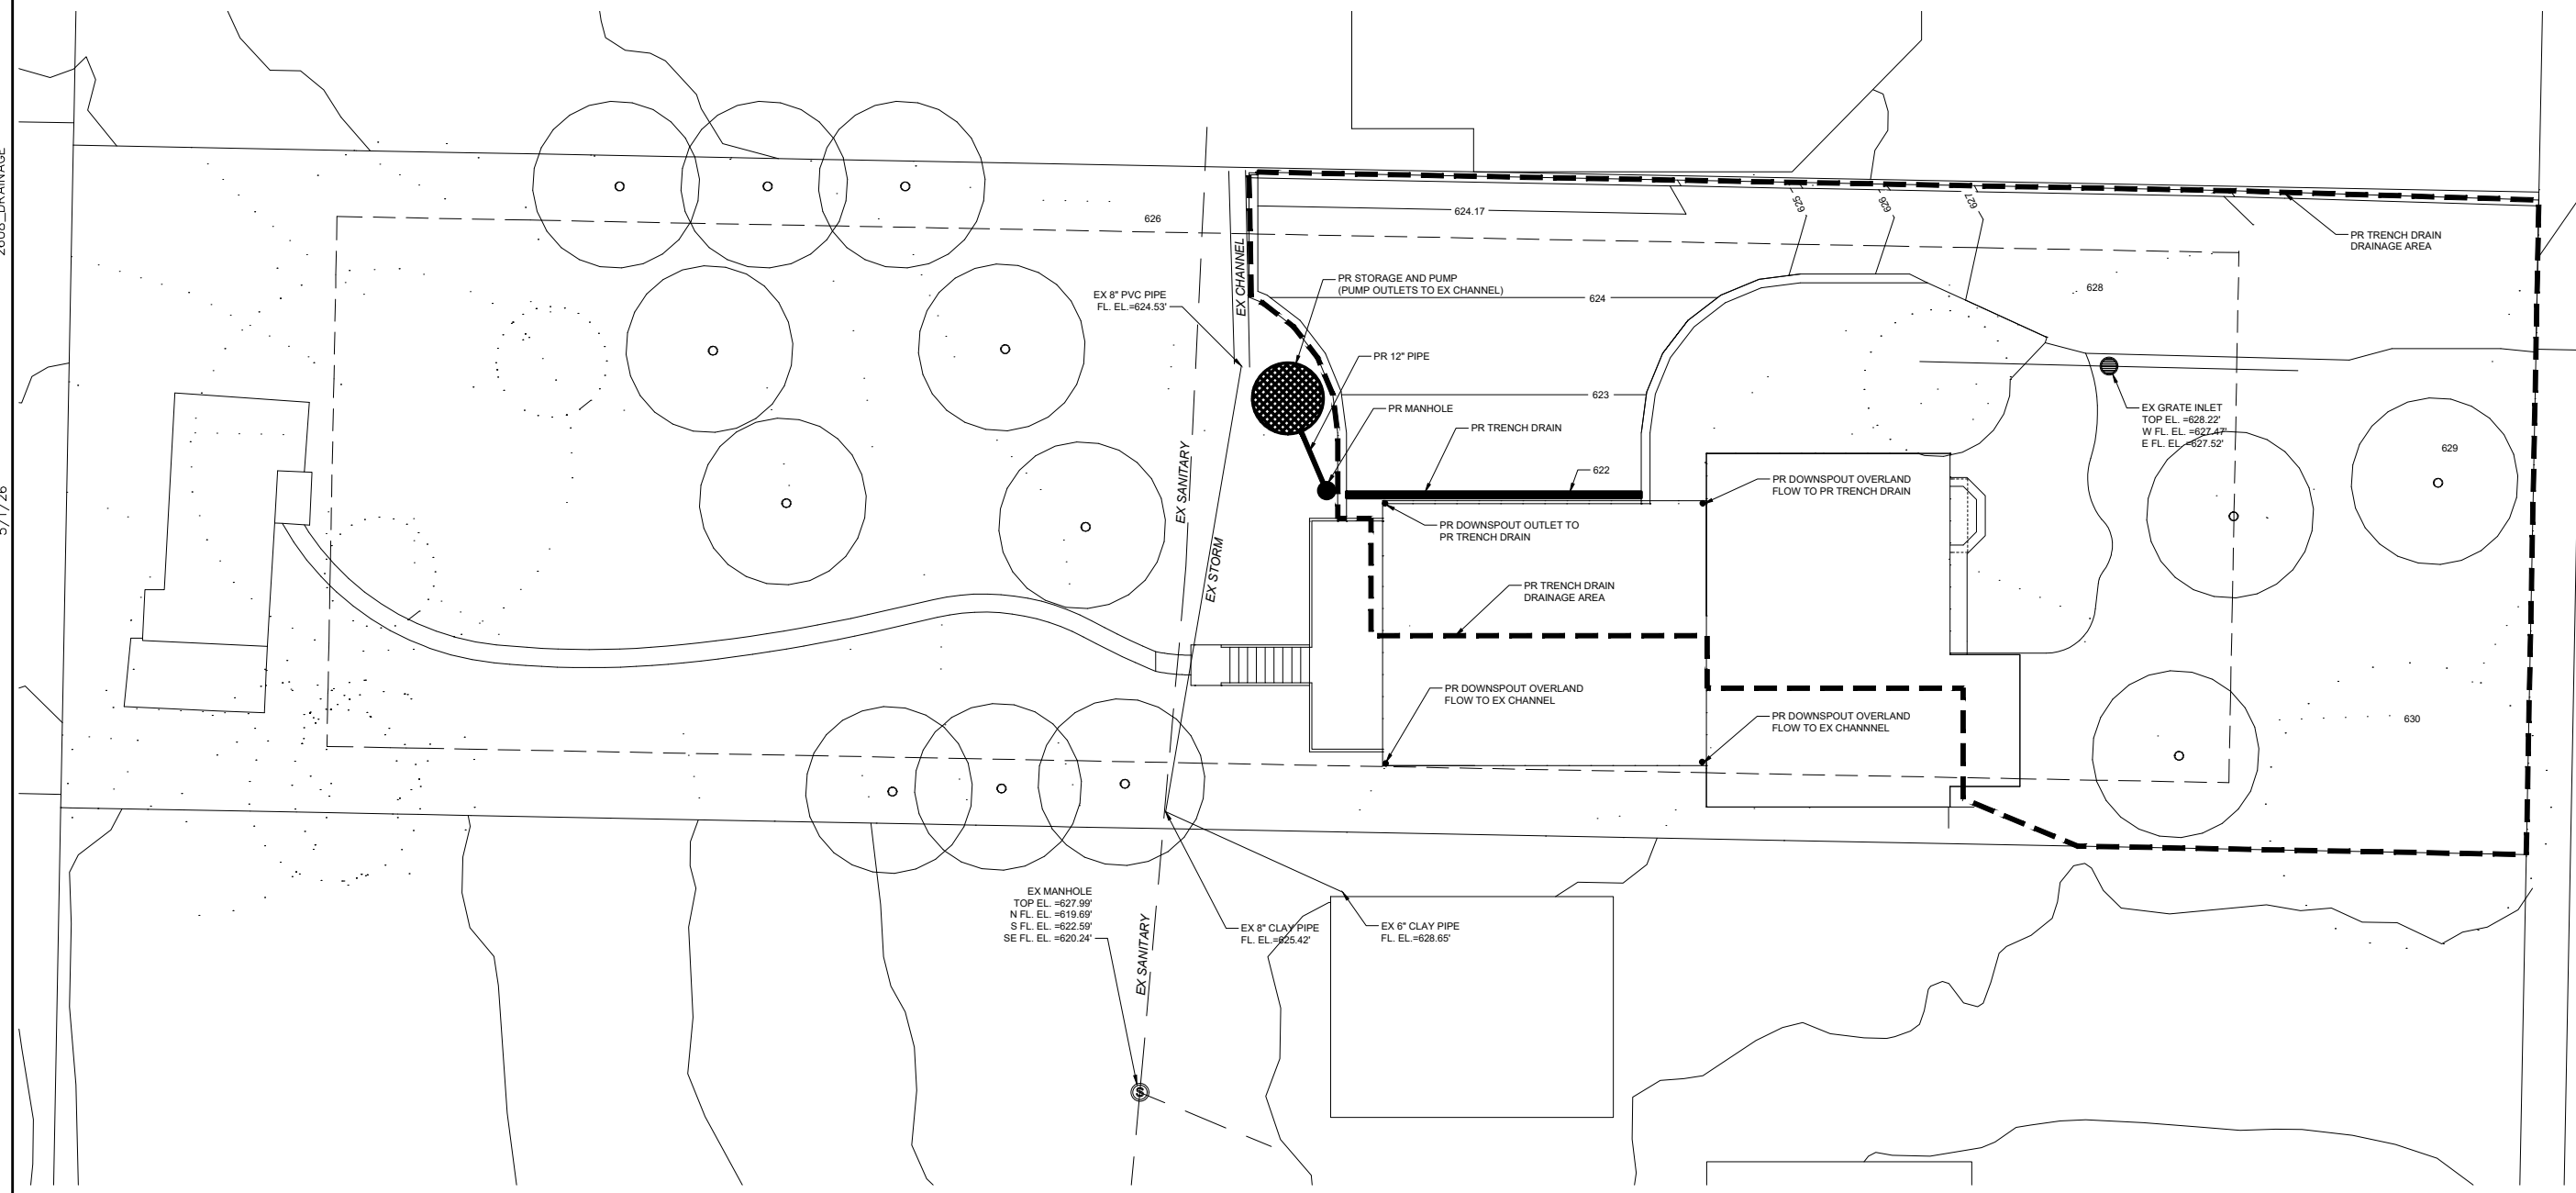 2608_DRAINAGE
5/1/26
626
624.17
625
626
627
PR TRENCH DRAIN
DRAINAGE AREA
EX CHANNEL
PR STORAGE AND PUMP
(PUMP OUTLETS TO EX CHANNEL)
EX 8" PVC PIPE
FL. EL.=624.53'
624
628
PR 12" PIPE
623
PR MANHOLE
PR TRENCH DRAIN
EX GRATE INLET
TOP EL. =628.22'
W FL. EL. =627.47'
E FL. EL. =627.52'
629
EX SANITARY
622
PR DOWNSPOUT OVERLAND
FLOW TO PR TRENCH DRAIN
PR DOWNSPOUT OUTLET TO
PR TRENCH DRAIN
EX STORM
PR TRENCH DRAIN
DRAINAGE AREA
PR DOWNSPOUT OVERLAND
FLOW TO EX CHANNEL
PR DOWNSPOUT OVERLAND
FLOW TO EX CHANNNEL
630
EX MANHOLE
TOP EL. =627.99'
N FL. EL. =619.69'
S FL. EL. =622.59'
SE FL. EL. =620.24'
EX SANITARY
EX 8" CLAY PIPE
FL. EL.=625.42'
EX 6" CLAY PIPE
FL. EL.=628.65'
S